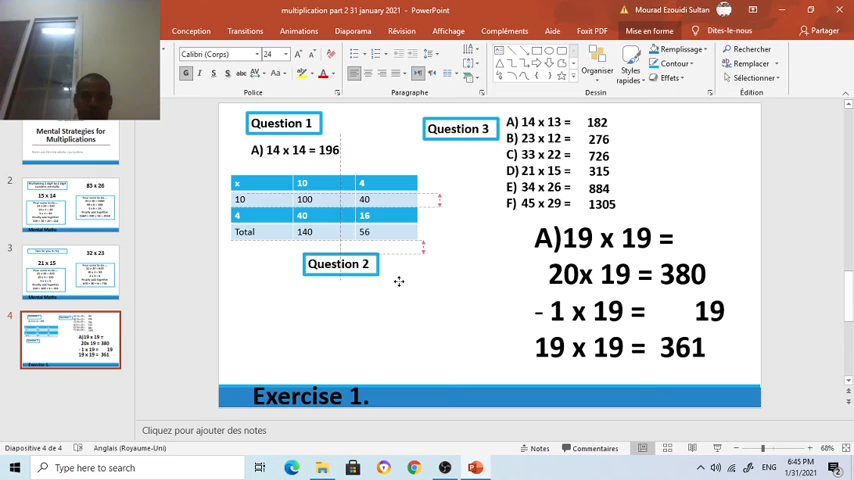 multiplication part 2 31 january 2021 - PowerPoint
Mourad Ezouidi Sultan
Conception Transitions Animations Diaporama Révision Affichage Compléments Aide Foxit PDF Mise en forme Dites-le-nous Partager
Calibri (Corps) 24
Remplissage
Contour
Effets
Organiser
Styles rapides
Rechercher
Remplacer
Sélectionner
Police Paragraphe Dessin Édition
Mental Strategies for
Multiplications
2
83 x 26
15 x 14
Mental Maths
3
32 x 23
21 x 15
Mental Maths
4
Question 1
A) 14 x 14 = 196
x 10 4
10 100 40
4 40 16
Total 140 56
Question 2
Question 3
A) 14 x 13 = 182
B) 23 x 12 = 276
C) 33 x 22 = 726
D) 21 x 15 = 315
E) 34 x 26 = 884
F) 45 x 29 = 1305
A)19 x 19 =
20x 19 = 380
- 1 x 19 = 19
19 x 19 = 361
Exercise 1.
Cliquez pour ajouter des notes
Diapositive 4 de 4 Anglais (Royaume-Uni) Notes Commentaires 68%
Type here to search
ENG
6:45 PM
1/31/2021